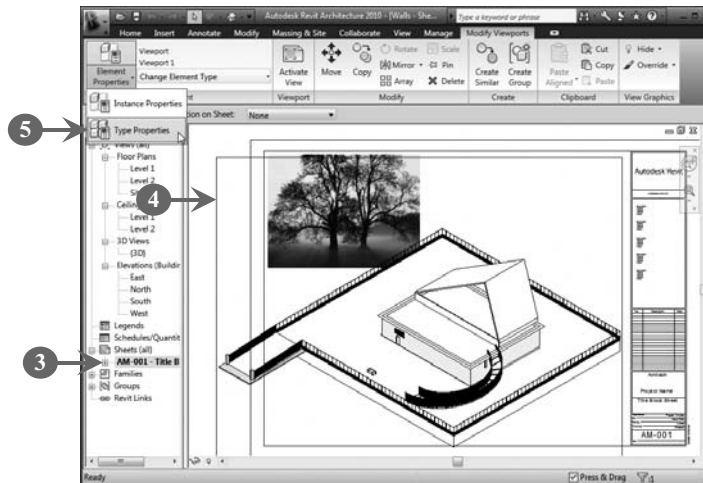 Autodesk Revit Architecture 2010 - [Walls - She...
Type a keyword or phrase
Home Insert Annotate Modify Massing & Site Collaborate View Manage Modify Viewports
Element Properties
Viewport
Viewport 1
Change Element Type
Activate View
Viewport
Move
Copy
Rotate
Mirror
Array
Scale
Pin
Delete
Modify
Create Similar
Create Group
Create
Paste Aligned
Cut
Copy
Paste
Clipboard
Hide
Override
View Graphics
Instance Properties
Type Properties
on on Sheet: None
5
Views (all)
Floor Plans
Level 1
Level 2
4
Ceilin
Level 1
Level 2
3D Views
{3D}
Elevations (Buildin
East
North
South
West
Legends
Schedules/Quantit
Sheets (all)
3
AM-001 - Title B
Families
Groups
Revit Links
Autodesk Revit
Project Name
Title Block Sheet
AM-001
Ready
Press & Drag
:1